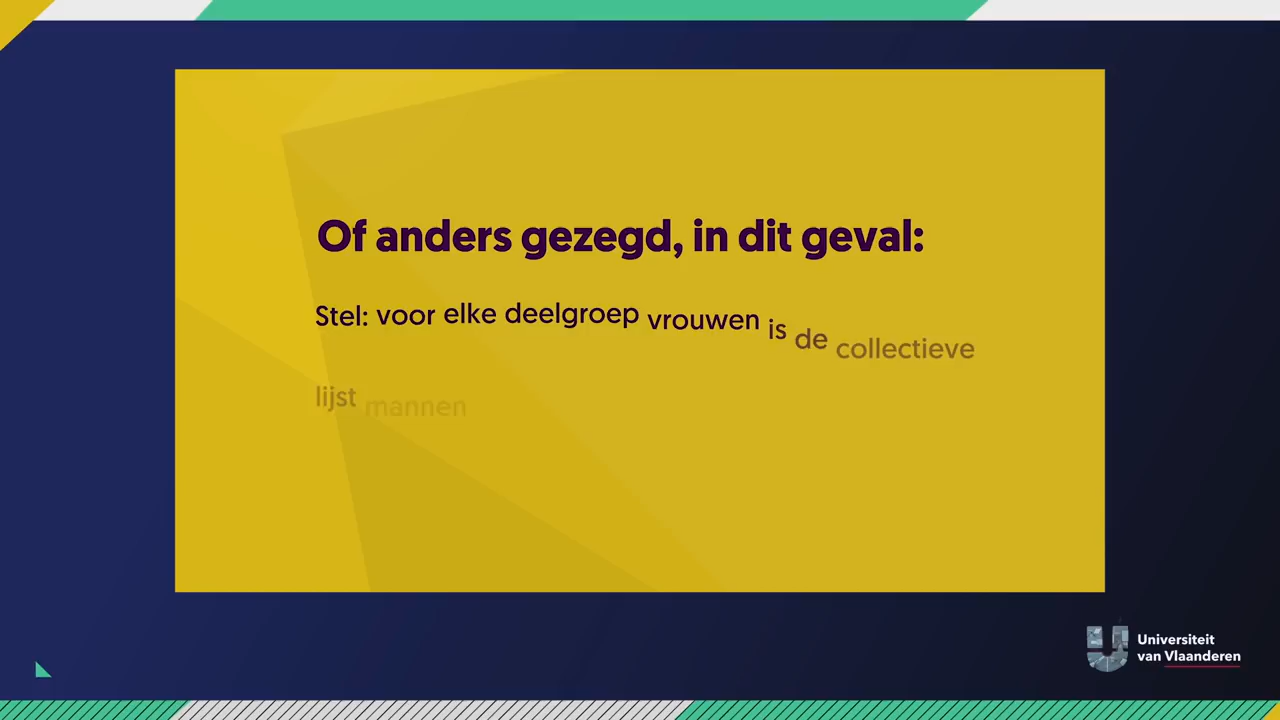 Of anders gezegd, in dit geval:
Stel: voor elke deelgroep vrouwen is de collectieve
lijst mannen
Universiteit
van Vlaanderen